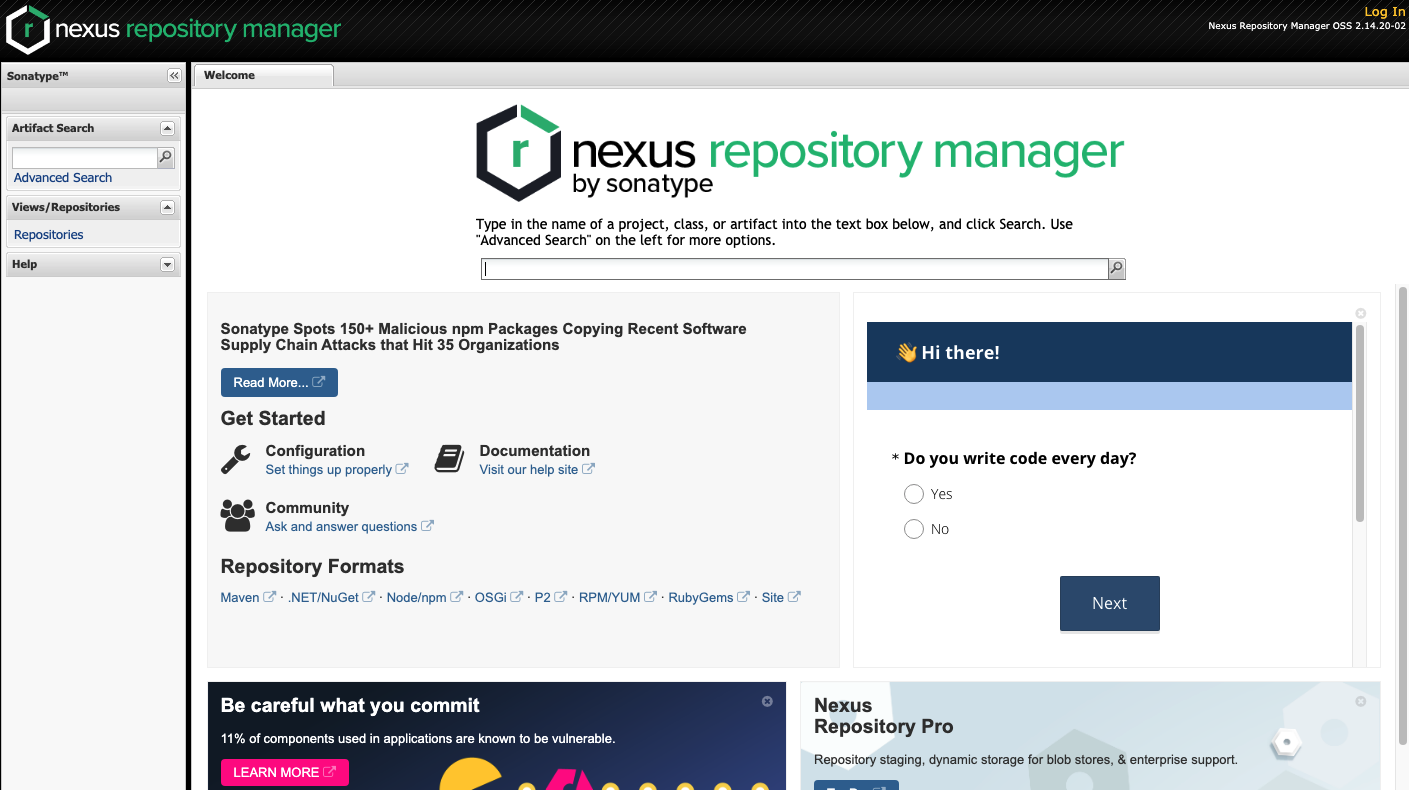 nexus repository manager
Log In
Nexus Repository Manager OSS 2.14.20-02
Sonatype™
Welcome
Artifact Search
Advanced Search
Views/Repositories
Repositories
Help
r nexus repository manager
by sonatype
Type in the name of a project, class, or artifact into the text box below, and click Search. Use
"Advanced Search" on the left for more options.
Sonatype Spots 150+ Malicious npm Packages Copying Recent Software
Supply Chain Attacks that Hit 35 Organizations
Read More...
Get Started
Configuration
Set things up properly
Documentation
Visit our help site
Community
Ask and answer questions
Repository Formats
Maven · .NET/NuGet · Node/npm · OSGi · P2 · RPM/YUM · RubyGems · Site
👋 Hi there!
* Do you write code every day?
Yes
No
Next
Be careful what you commit
11% of components used in applications are known to be vulnerable.
LEARN MORE
Nexus
Repository Pro
Repository staging, dynamic storage for blob stores, & enterprise support.